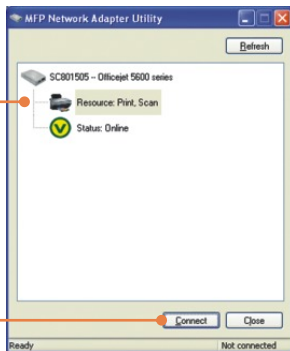 MFP Network Adapter Utility
Refresh
SC801505 – Officejet 5600 series
Resource: Print, Scan
Status: Online
Connect
Close
Ready
Not connected